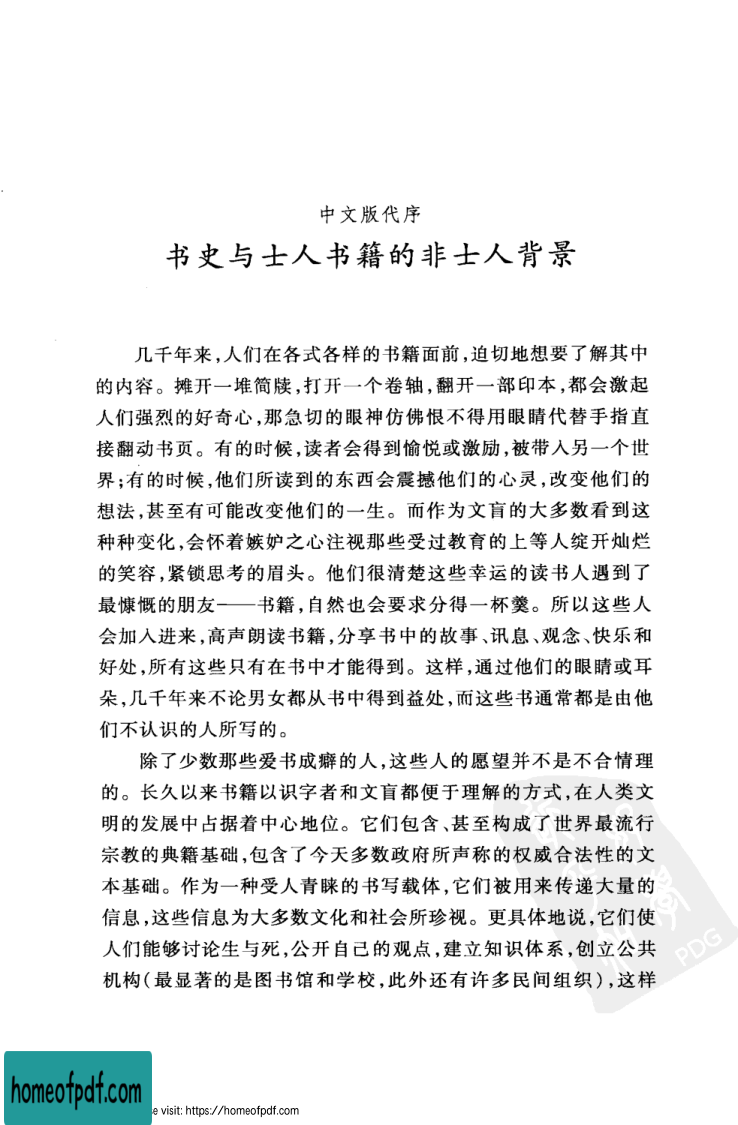 中文版代序
书史与士人书籍的非士人背景
几千年来,人们在各式各样的书籍面前,迫切地想要了解其中
的内容。摊开一堆简牍,打开一个卷轴,翻开一部印本,都会激起
人们强烈的好奇心,那急切的眼神仿佛恨不得用眼睛代替手指直
接翻动书页。有的时候,读者会得到愉悦或激励,被带入另一个世
界;有的时候,他们所读到的东西会震撼他们的心灵,改变他们的
想法,甚至有可能改变他们的一生。而作为文盲的大多数看到这
种种变化,会怀着嫉妒之心注视那些受过教育的上等人绽开灿烂
的笑容,紧锁思考的眉头。他们很清楚这些幸运的读书人遇到了
最慷慨的朋友——书籍,自然也会要求分得一杯羹。所以这些人
会加入进来,高声朗读书籍,分享书中的故事、讯息、观念、快乐和
好处,所有这些只有在书中才能得到。这样,通过他们的眼睛或耳
朵,几千年来不论男女都从书中得到益处,而这些书通常都是由他
们不认识的人所写的。
除了少数那些爱书成癖的人,这些人的愿望并不是不合情理
的。长久以来书籍以识字者和文盲都便于理解的方式,在人类文
明的发展中占据着中心地位。它们包含、甚至构成了世界最流行
宗教的典籍基础,包含了今天多数政府所声称的权威合法性的文
本基础。作为一种受人青睐的书写载体,它们被用来传递大量的
信息,这些信息为大多数文化和社会所珍视。更具体地说,它们使
人们能够讨论生与死,公开自己的观点,建立知识体系,创立公共
机构(最显著的是图书馆和学校,此外还有许多民间组织),这样
PDG
homeofpdf.com
e visit: https://homeofpdf.com